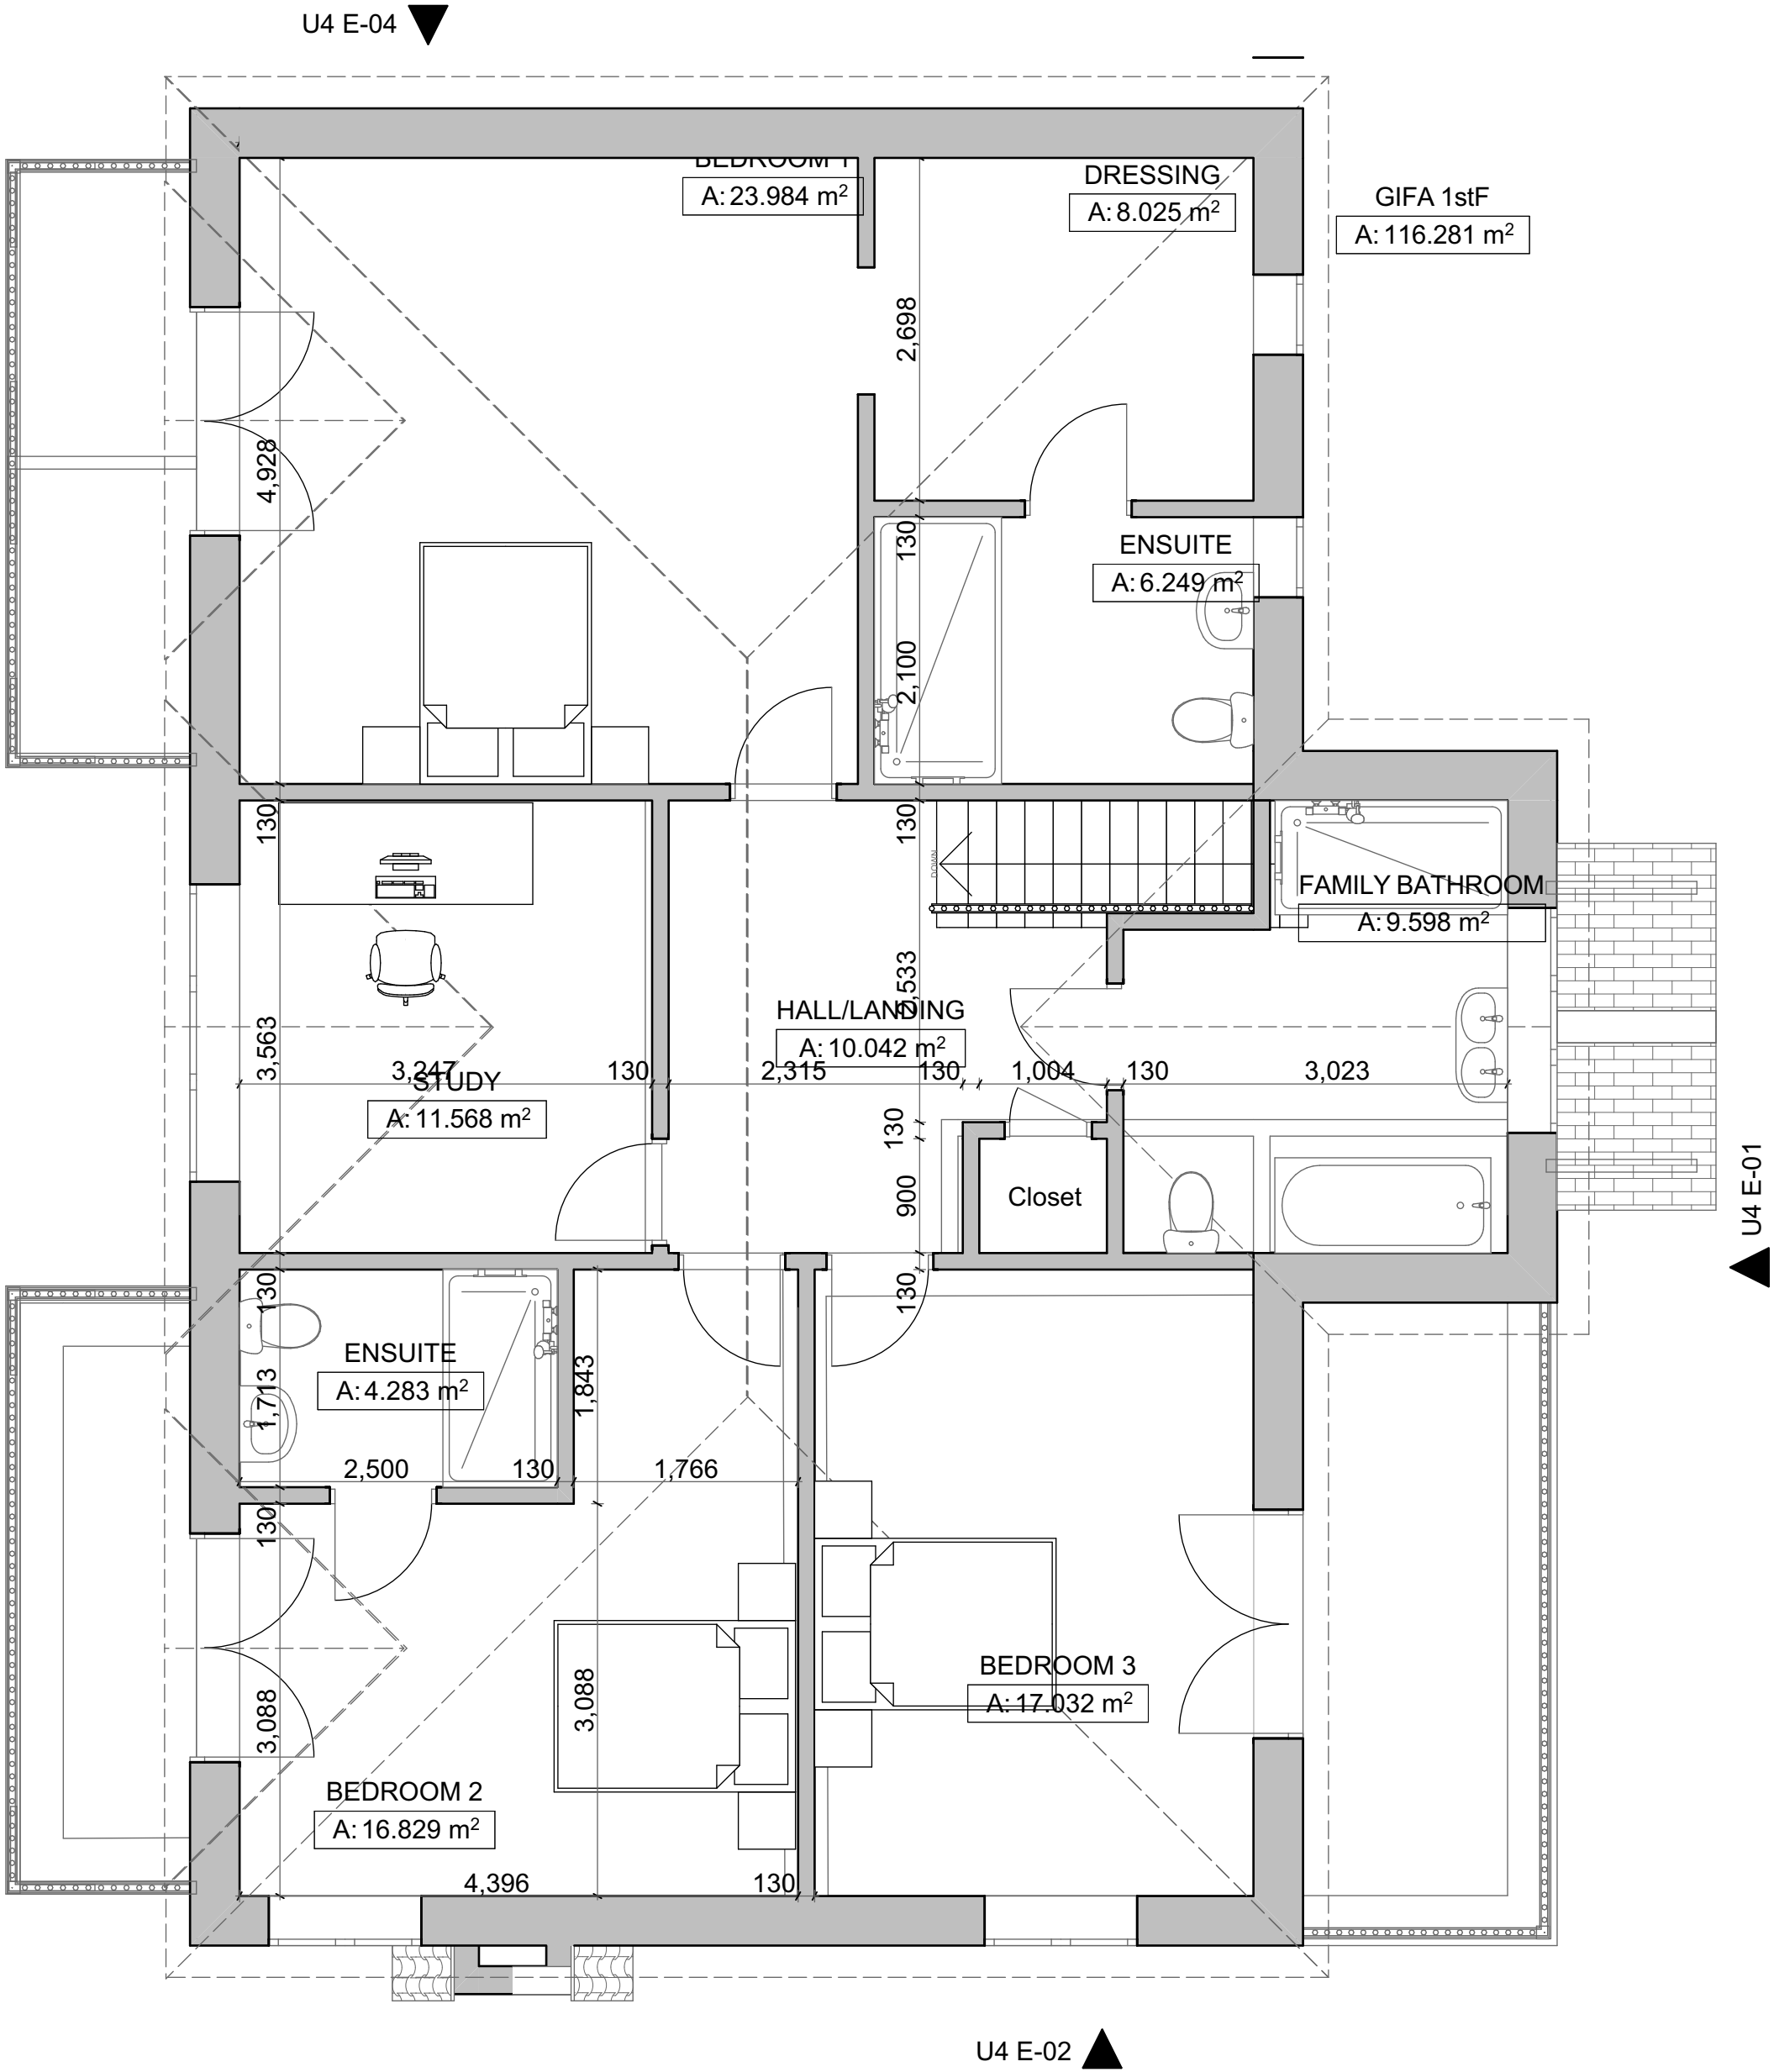 U4 E-04
BEDROOM 1
A: 23.984 m²
DRESSING
A: 8.025 m²
GIFA 1stF
A: 116.281 m²
2,698
4,928
130
ENSUITE
A: 6.249 m²
2,100
130
130
DOWN
FAMILY BATHROOM
A: 9.598 m²
HALL/LANDING
A: 10.042 m²
3,563
3,247
130
2,315
130
1,004
130
3,023
STUDY
A: 11.568 m²
130
900
Closet
U4 E-01
130
130
ENSUITE
A: 4.283 m²
1,713
1,843
2,500
130
1,766
130
BEDROOM 3
A: 17.032 m²
3,088
3,088
BEDROOM 2
A: 16.829 m²
4,396
130
U4 E-02